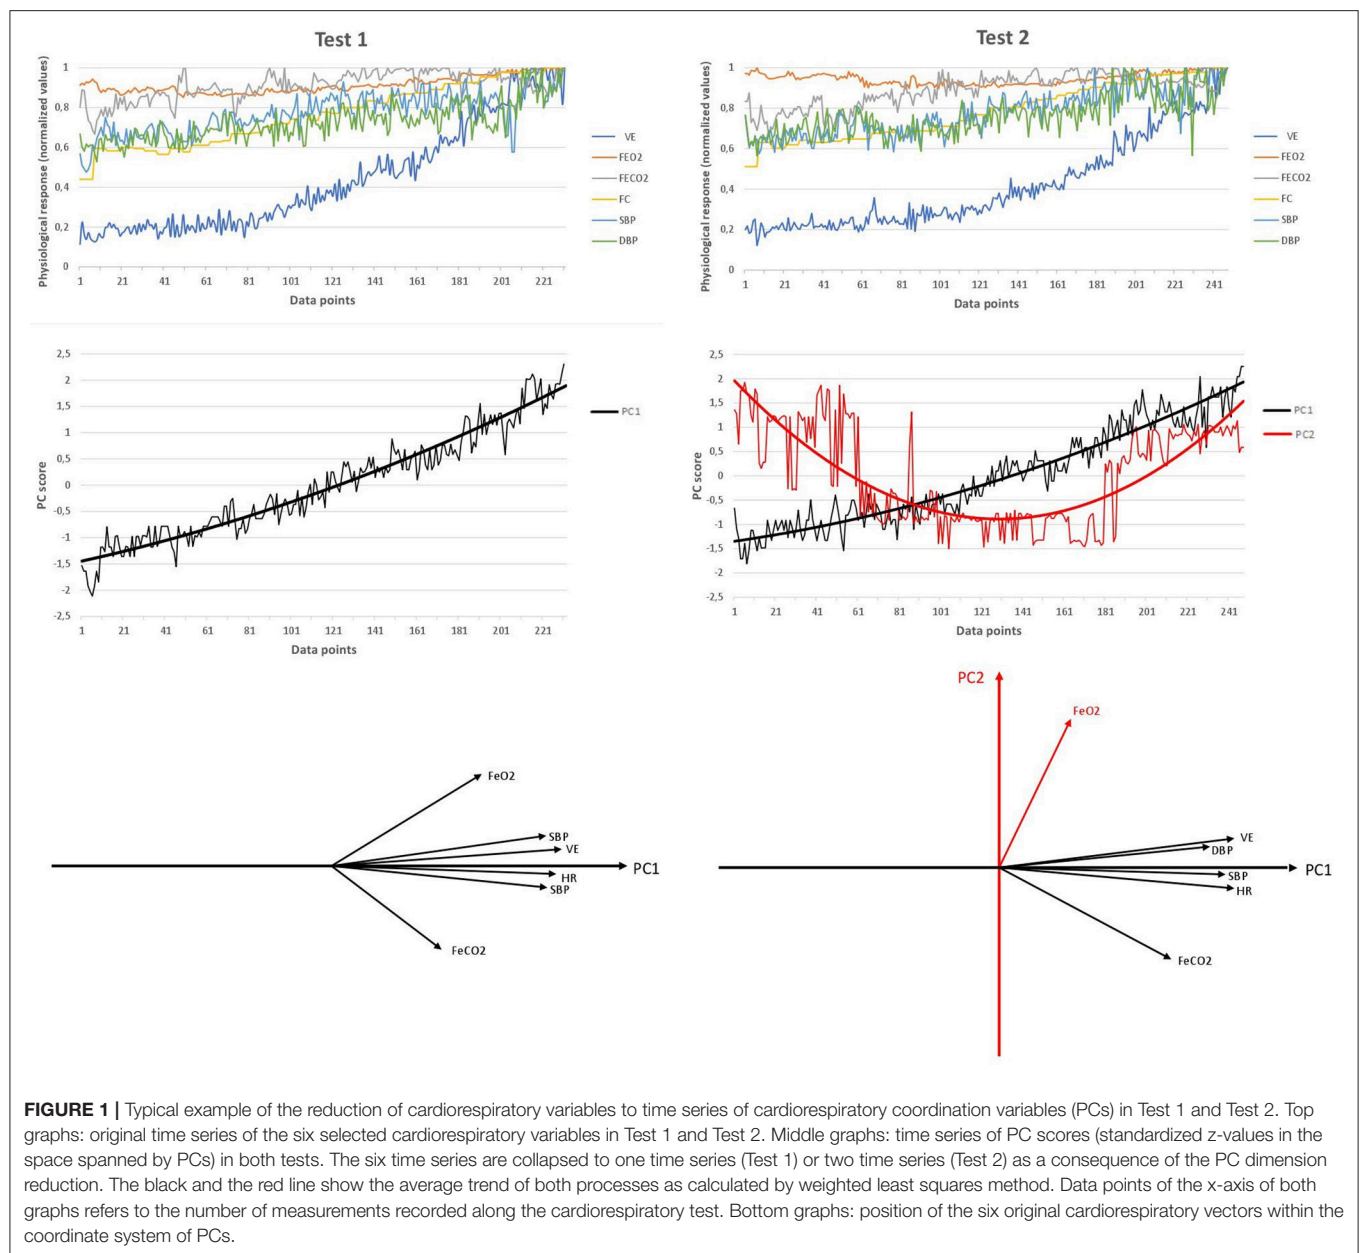 Test 1
Physiological response (normalized values)
1
0,8
0,6
0,4
0,2
0
1 21 41 61 81 101 121 141 161 181 201 221
Data points
VE
FEO2
FECO2
FC
SBP
DBP
Test 2
Physiological response (normalized values)
1
0,8
0,6
0,4
0,2
0
1 21 41 61 81 101 121 141 161 181 201 221 241
Data points
VE
FEO2
FECO2
FC
SBP
DBP
PC score
2,5
2
1,5
1
0,5
0
-0,5
-1
-1,5
-2
-2,5
1 21 41 61 81 101 121 141 161 181 201 221
Data points
PC1
PC score
2,5
2
1,5
1
0,5
0
-0,5
-1
-1,5
-2
-2,5
1 21 41 61 81 101 121 141 161 181 201 221 241
Data points
PC1
PC2
FeO2
SBP
VE
PC1
HR
SBP
FeCO2
PC2
FeO2
VE
DBP
PC1
SBP
HR
FeCO2
FIGURE 1 | Typical example of the reduction of cardiorespiratory variables to time series of cardiorespiratory coordination variables (PCs) in Test 1 and Test 2. Top
graphs: original time series of the six selected cardiorespiratory variables in Test 1 and Test 2. Middle graphs: time series of PC scores (standardized z-values in the
space spanned by PCs) in both tests. The six time series are collapsed to one time series (Test 1) or two time series (Test 2) as a consequence of the PC dimension
reduction. The black and the red line show the average trend of both processes as calculated by weighted least squares method. Data points of the x-axis of both
graphs refers to the number of measurements recorded along the cardiorespiratory test. Bottom graphs: position of the six original cardiorespiratory vectors within the
coordinate system of PCs.